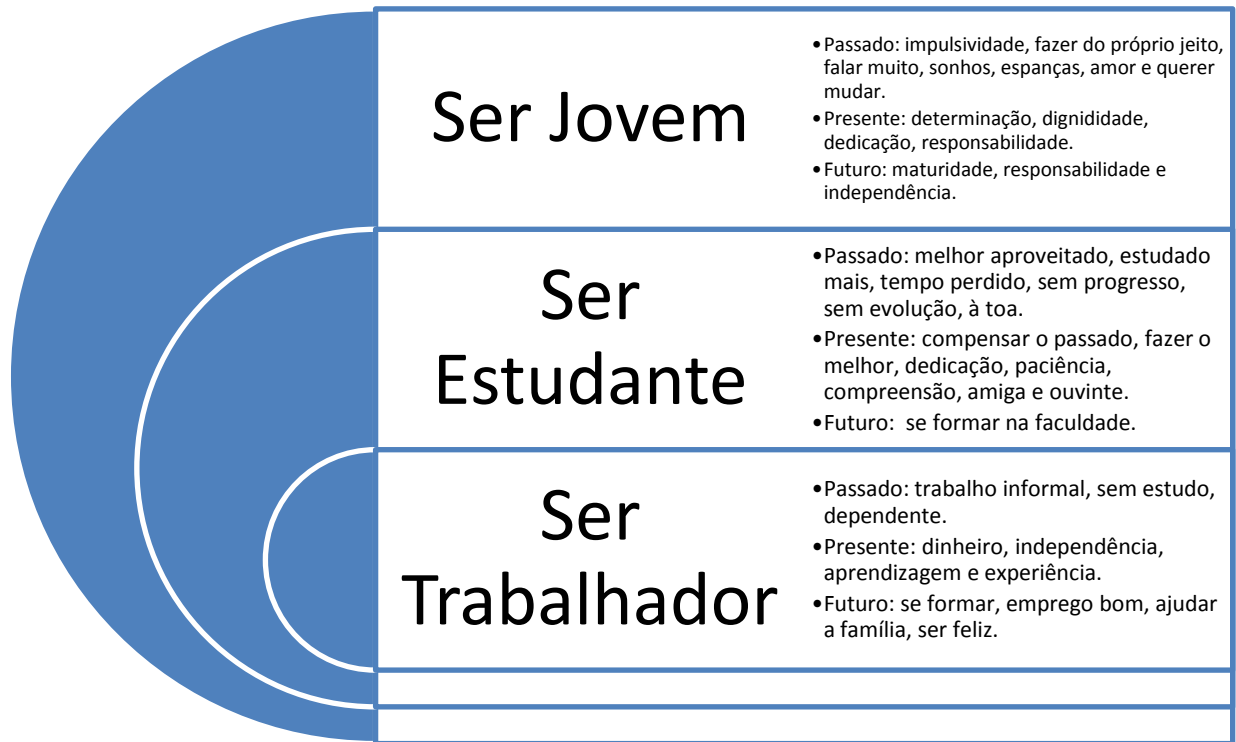 Ser Jovem
•Passado: impulsividade, fazer do próprio jeito,
falar muito, sonhos, espanças, amor e querer
mudar.
•Presente: determinação, dignididade,
dedicação, responsabilidade.
•Futuro: maturidade, responsabilidade e
independência.
Ser
Estudante
•Passado: melhor aproveitado, estudado
mais, tempo perdido, sem progresso,
sem evolução, à toa.
•Presente: compensar o passado, fazer o
melhor, dedicação, paciência,
compreensão, amiga e ouvinte.
•Futuro:  se formar na faculdade.
Ser
Trabalhador
•Passado: trabalho informal, sem estudo,
dependente.
•Presente: dinheiro, independência,
aprendizagem e experiência.
•Futuro: se formar, emprego bom, ajudar
a família, ser feliz.